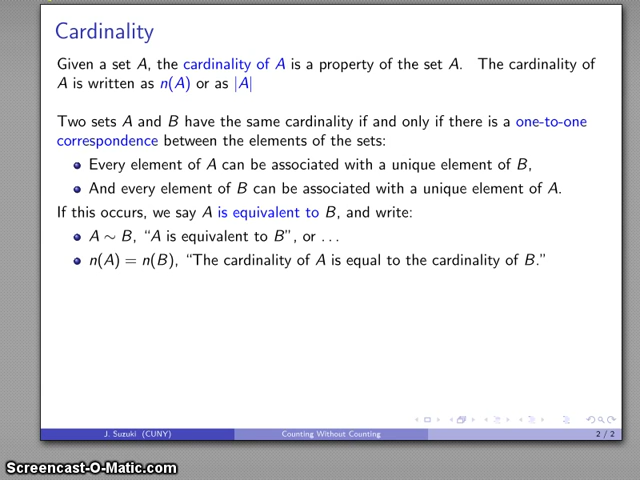 Cardinality
Given a set A, the cardinality of A is a property of the set A. The cardinality of
A is written as n(A) or as |A|
Two sets A and B have the same cardinality if and only if there is a one-to-one
correspondence between the elements of the sets:
Every element of A can be associated with a unique element of B,
And every element of B can be associated with a unique element of A.
If this occurs, we say A is equivalent to B, and write:
A ∼ B, “A is equivalent to B”, or ...
n(A) = n(B), “The cardinality of A is equal to the cardinality of B.”
J. Suzuki (CUNY) Counting Without Counting 2 / 2
Screencast-O-Matic.com